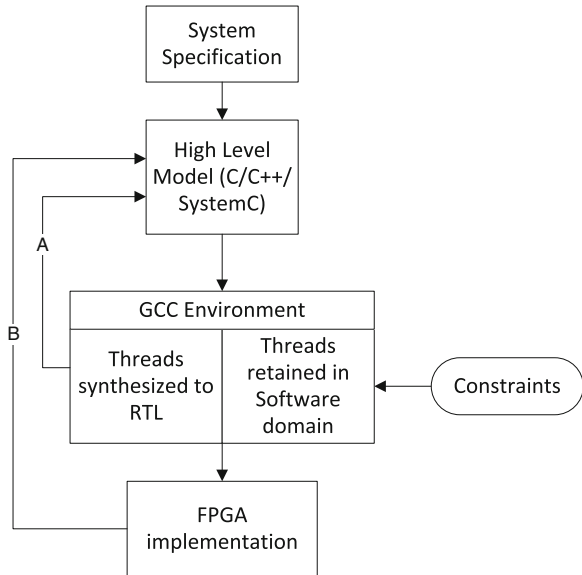 System
Specification
High Level
Model (C/C++/
SystemC)
A
B
GCC Environment
Threads
synthesized to
RTL
Threads
retained in
Software
domain
Constraints
FPGA
implementation